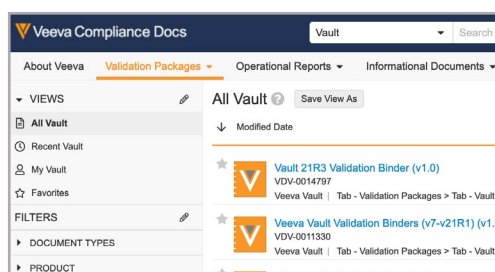 Veeva Compliance Docs
Vault
Search
About Veeva
Validation Packages
Operational Reports
Informational Documents
VIEWS
All Vault
Recent Vault
My Vault
Favorites
FILTERS
DOCUMENT TYPES
PRODUCT
All Vault
Save View As
Modified Date
Vault 21R3 Validation Binder (v1.0)
VDV-0014797
Veeva Vault | Tab - Validation Packages > Tab - Vault
Veeva Vault Validation Binders (v7-v21R1) (v1.
VDV-0011330
Veeva Vault | Tab - Validation Packages > Tab - Vault